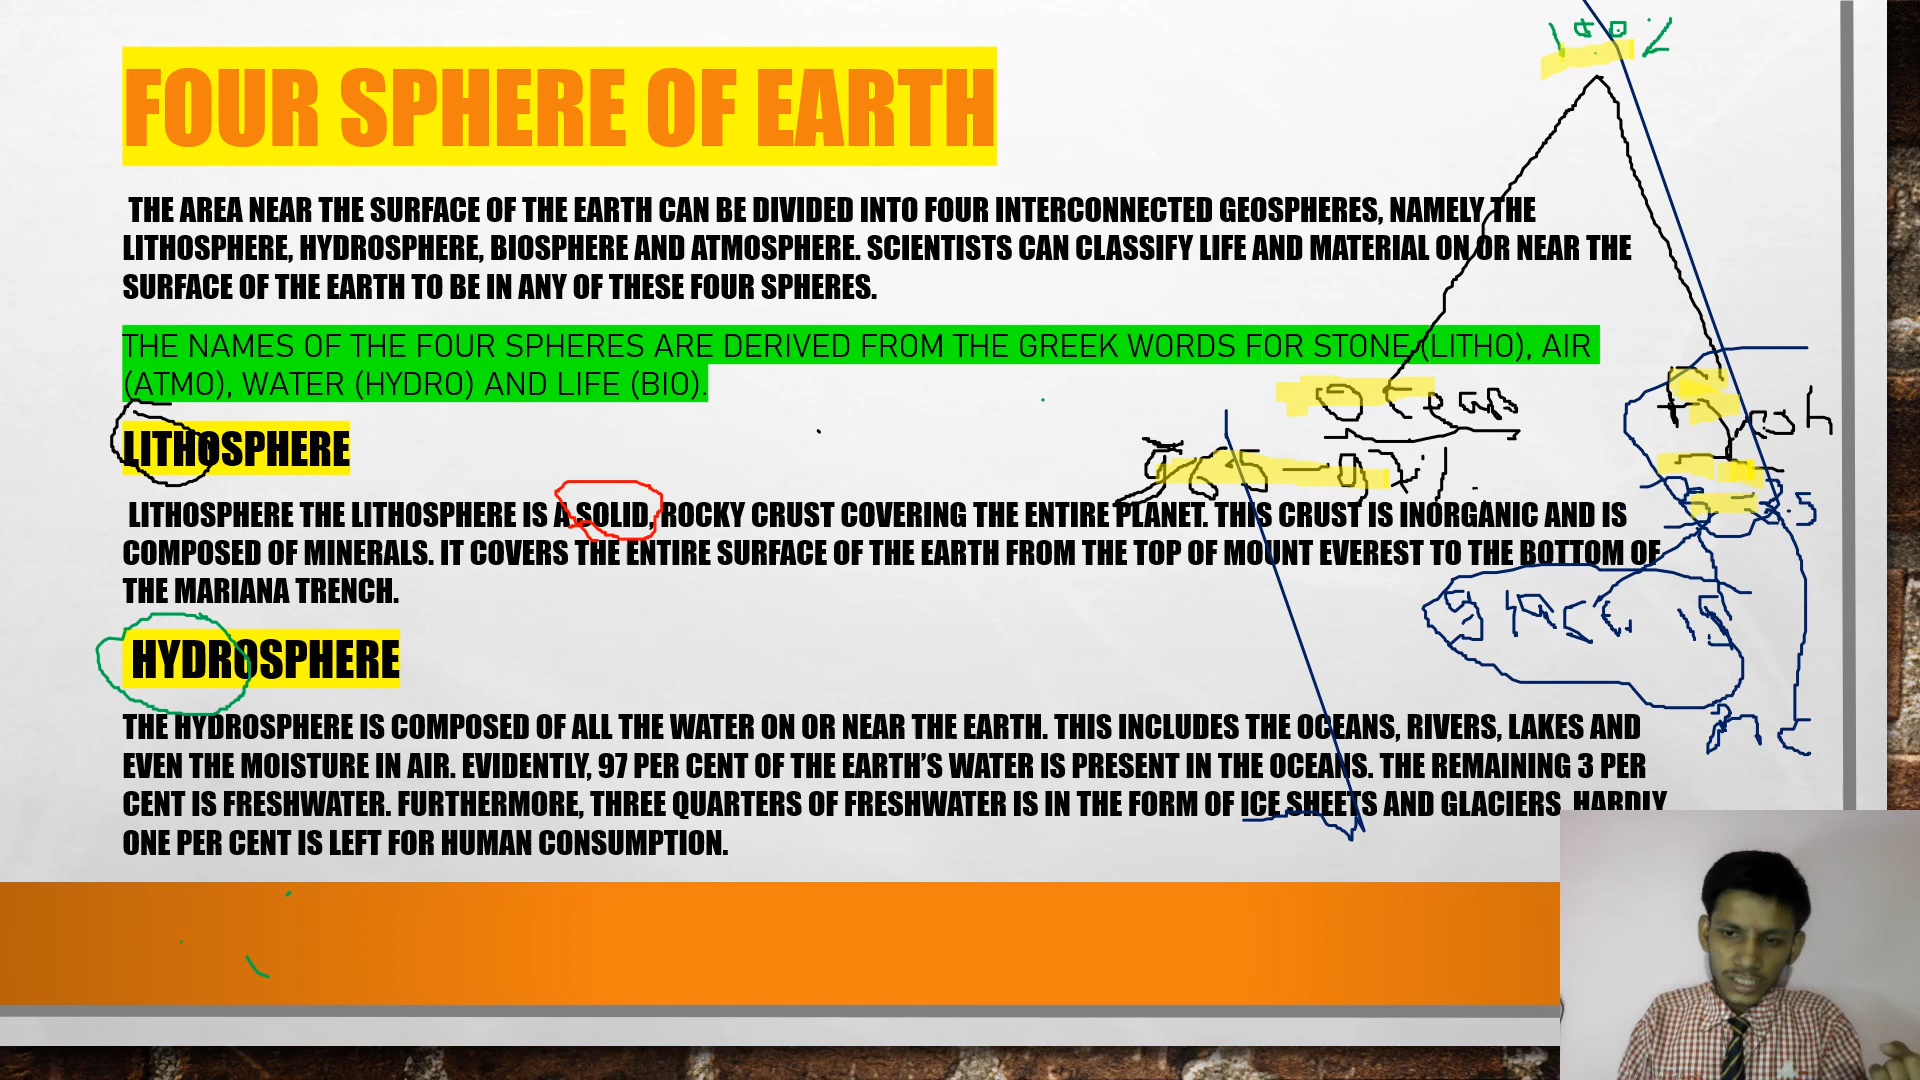 FOUR SPHERE OF EARTH
THE AREA NEAR THE SURFACE OF THE EARTH CAN BE DIVIDED INTO FOUR INTERCONNECTED GEOSPHERES, NAMELY THE
LITHOSPHERE, HYDROSPHERE, BIOSPHERE AND ATMOSPHERE. SCIENTISTS CAN CLASSIFY LIFE AND MATERIAL ON OR NEAR THE
SURFACE OF THE EARTH TO BE IN ANY OF THESE FOUR SPHERES.
THE NAMES OF THE FOUR SPHERES ARE DERIVED FROM THE GREEK WORDS FOR STONE (LITHO), AIR
(ATMO), WATER (HYDRO) AND LIFE (BIO).
LITHOSPHERE
LITHOSPHERE THE LITHOSPHERE IS A SOLID, ROCKY CRUST COVERING THE ENTIRE PLANET. THIS CRUST IS INORGANIC AND IS
COMPOSED OF MINERALS. IT COVERS THE ENTIRE SURFACE OF THE EARTH FROM THE TOP OF MOUNT EVEREST TO THE BOTTOM OF
THE MARIANA TRENCH.
HYDROSPHERE
THE HYDROSPHERE IS COMPOSED OF ALL THE WATER ON OR NEAR THE EARTH. THIS INCLUDES THE OCEANS, RIVERS, LAKES AND
EVEN THE MOISTURE IN AIR. EVIDENTLY, 97 PER CENT OF THE EARTH'S WATER IS PRESENT IN THE OCEANS. THE REMAINING 3 PER
CENT IS FRESHWATER. FURTHERMORE, THREE QUARTERS OF FRESHWATER IS IN THE FORM OF ICE SHEETS AND GLACIERS HARDLY
ONE PER CENT IS LEFT FOR HUMAN CONSUMPTION.
100%
Ocean